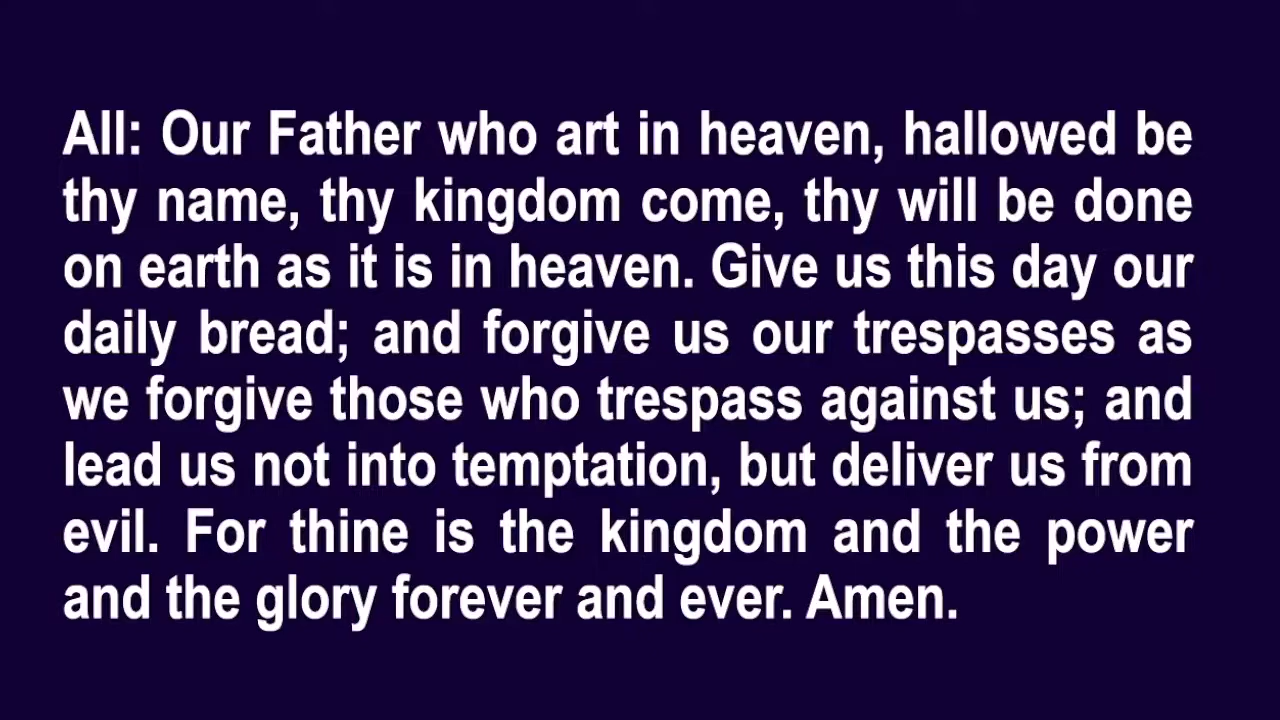 All: Our Father who art in heaven, hallowed be
thy name, thy kingdom come, thy will be done
on earth as it is in heaven. Give us this day our
daily bread; and forgive us our trespasses as
we forgive those who trespass against us; and
lead us not into temptation, but deliver us from
evil. For thine is the kingdom and the power
and the glory forever and ever. Amen.